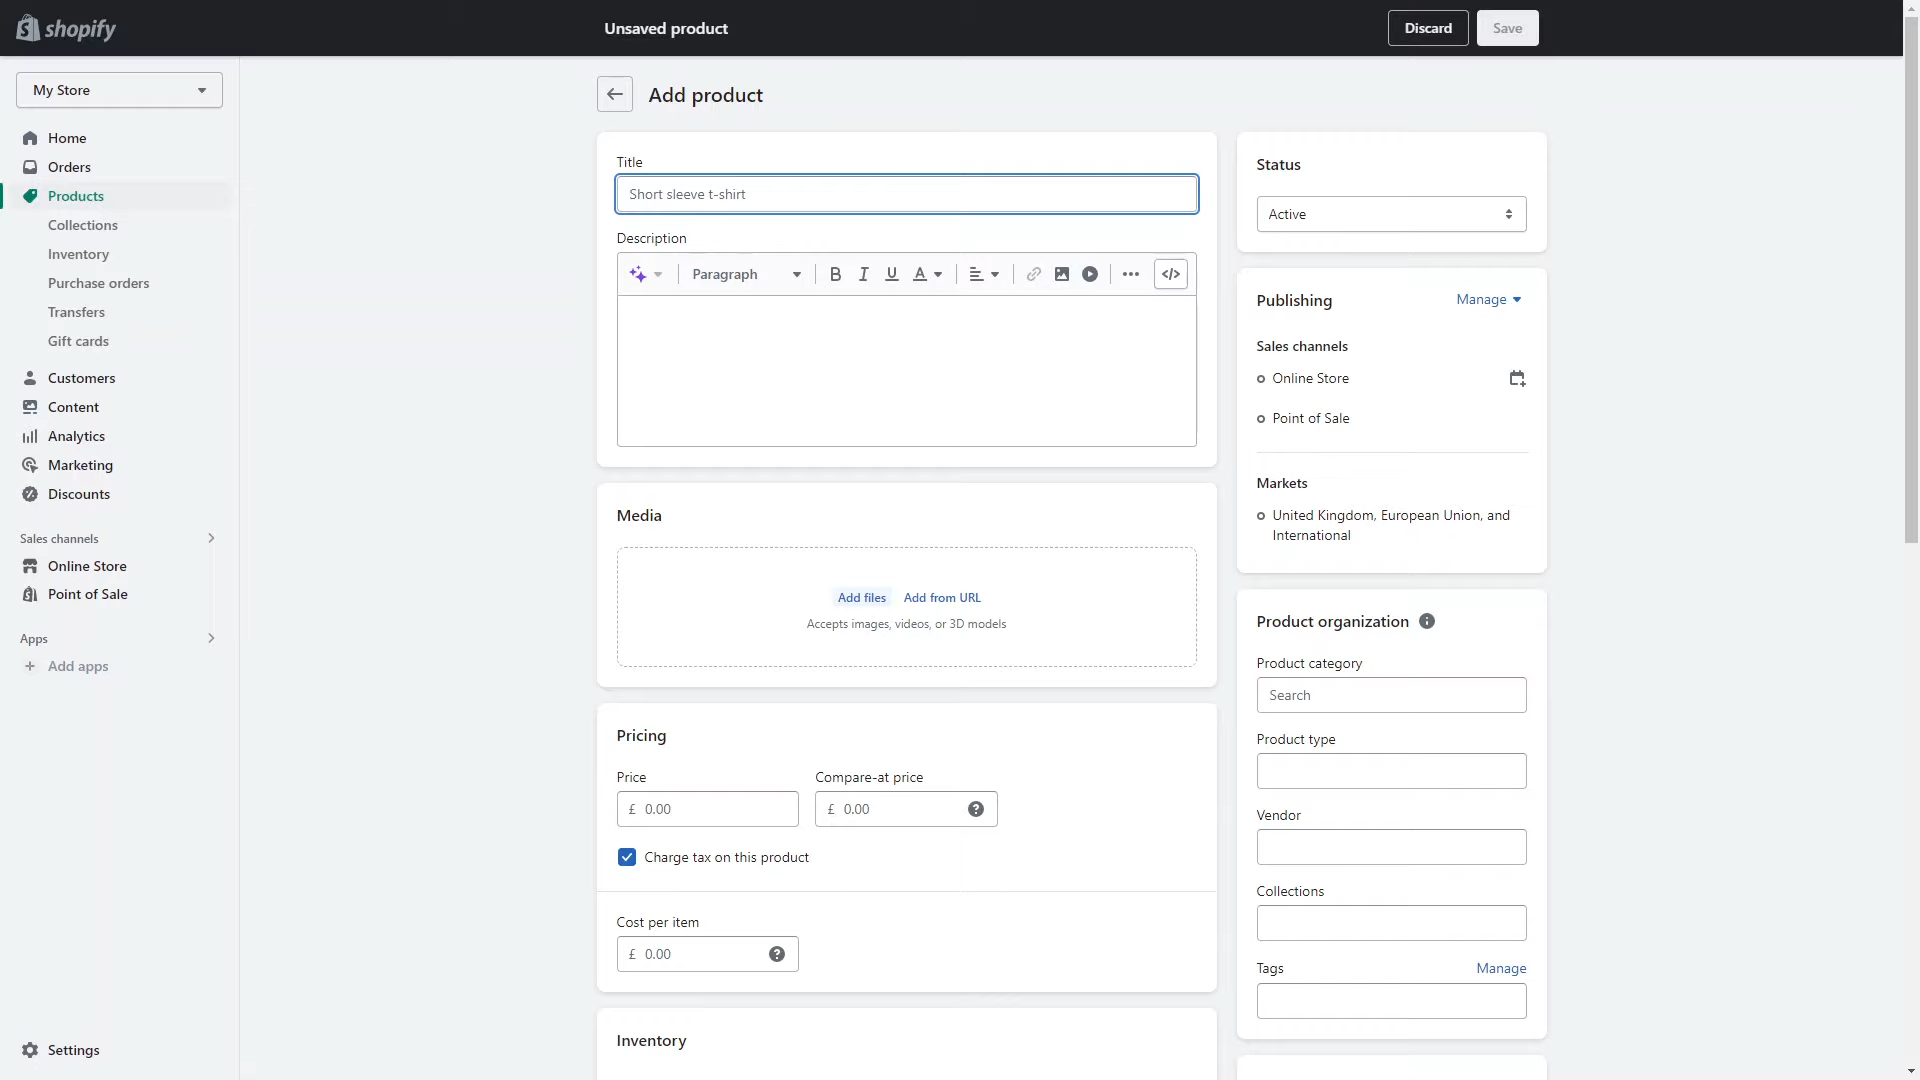 shopify
Unsaved product
Discard
Save
My Store
Home
Orders
Products
Collections
Inventory
Purchase orders
Transfers
Gift cards
Customers
Content
Analytics
Marketing
Discounts
Sales channels
Online Store
Point of Sale
Apps
Add apps
Settings
Add product
Title
Short sleeve t-shirt
Description
Paragraph
B I U A
</>
Media
Add files Add from URL
Accepts images, videos, or 3D models
Pricing
Price
Compare-at price
£ 0.00
£ 0.00
Charge tax on this product
Cost per item
£ 0.00
Inventory
Status
Active
Publishing
Manage
Sales channels
Online Store
Point of Sale
Markets
United Kingdom, European Union, and
International
Product organization
Product category
Search
Product type
Vendor
Collections
Tags
Manage